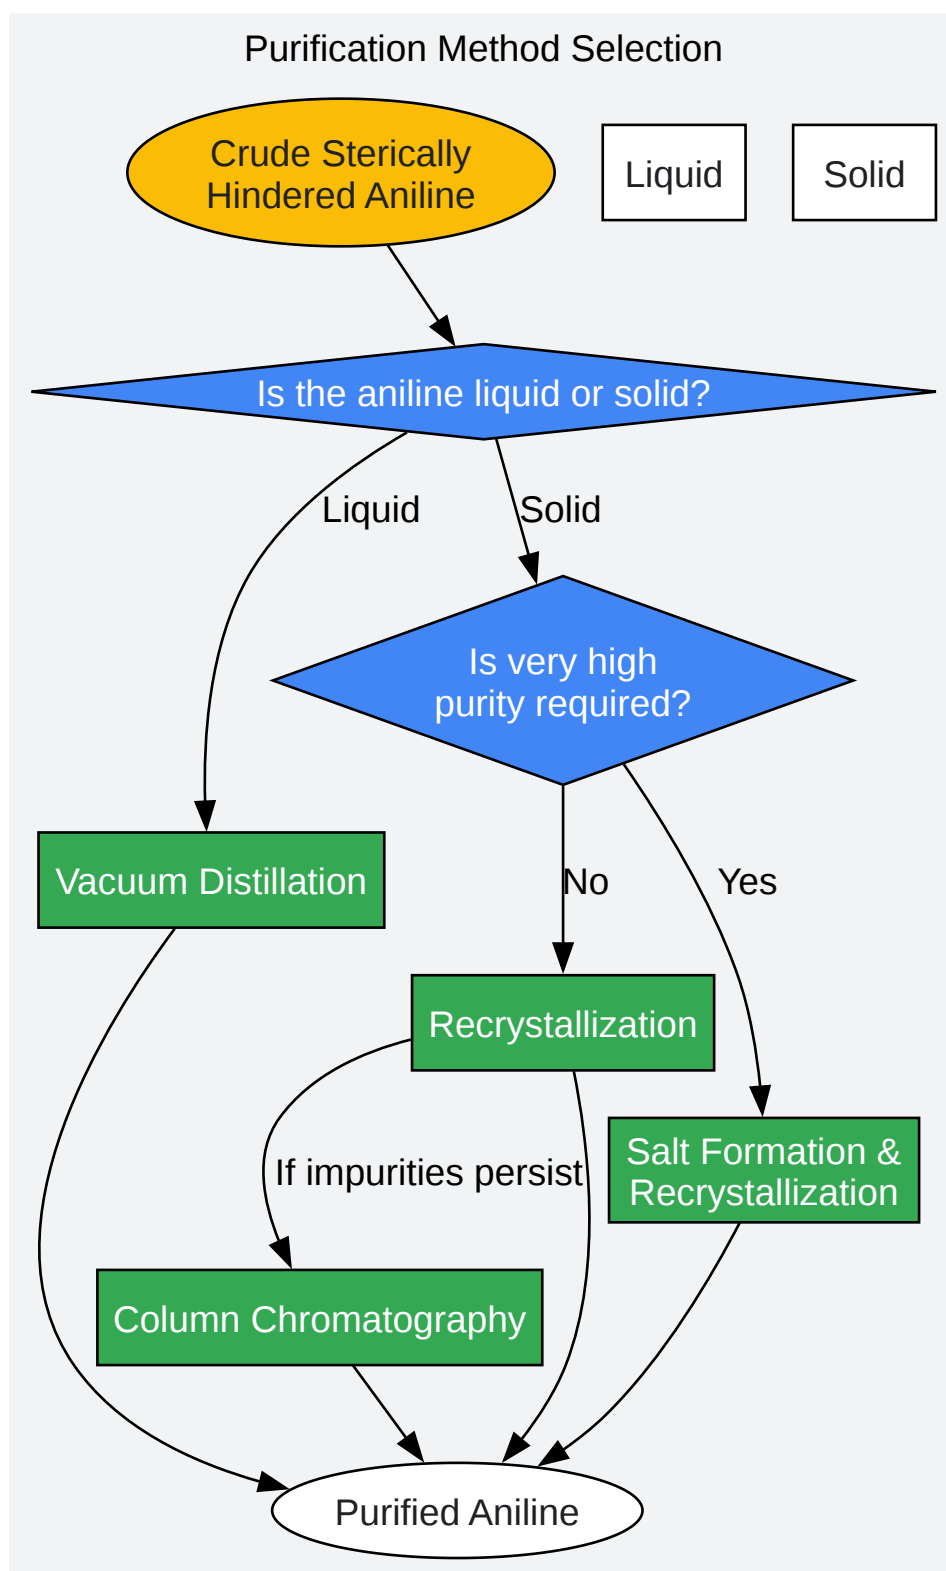 Purification Method Selection
Crude Sterically
Hindered Aniline
Liquid
Solid
Is the aniline liquid or solid?
Liquid
Solid
Is very high
purity required?
Vacuum Distillation
No
Yes
Recrystallization
If impurities persist
Salt Formation &
Recrystallization
Column Chromatography
Purified Aniline